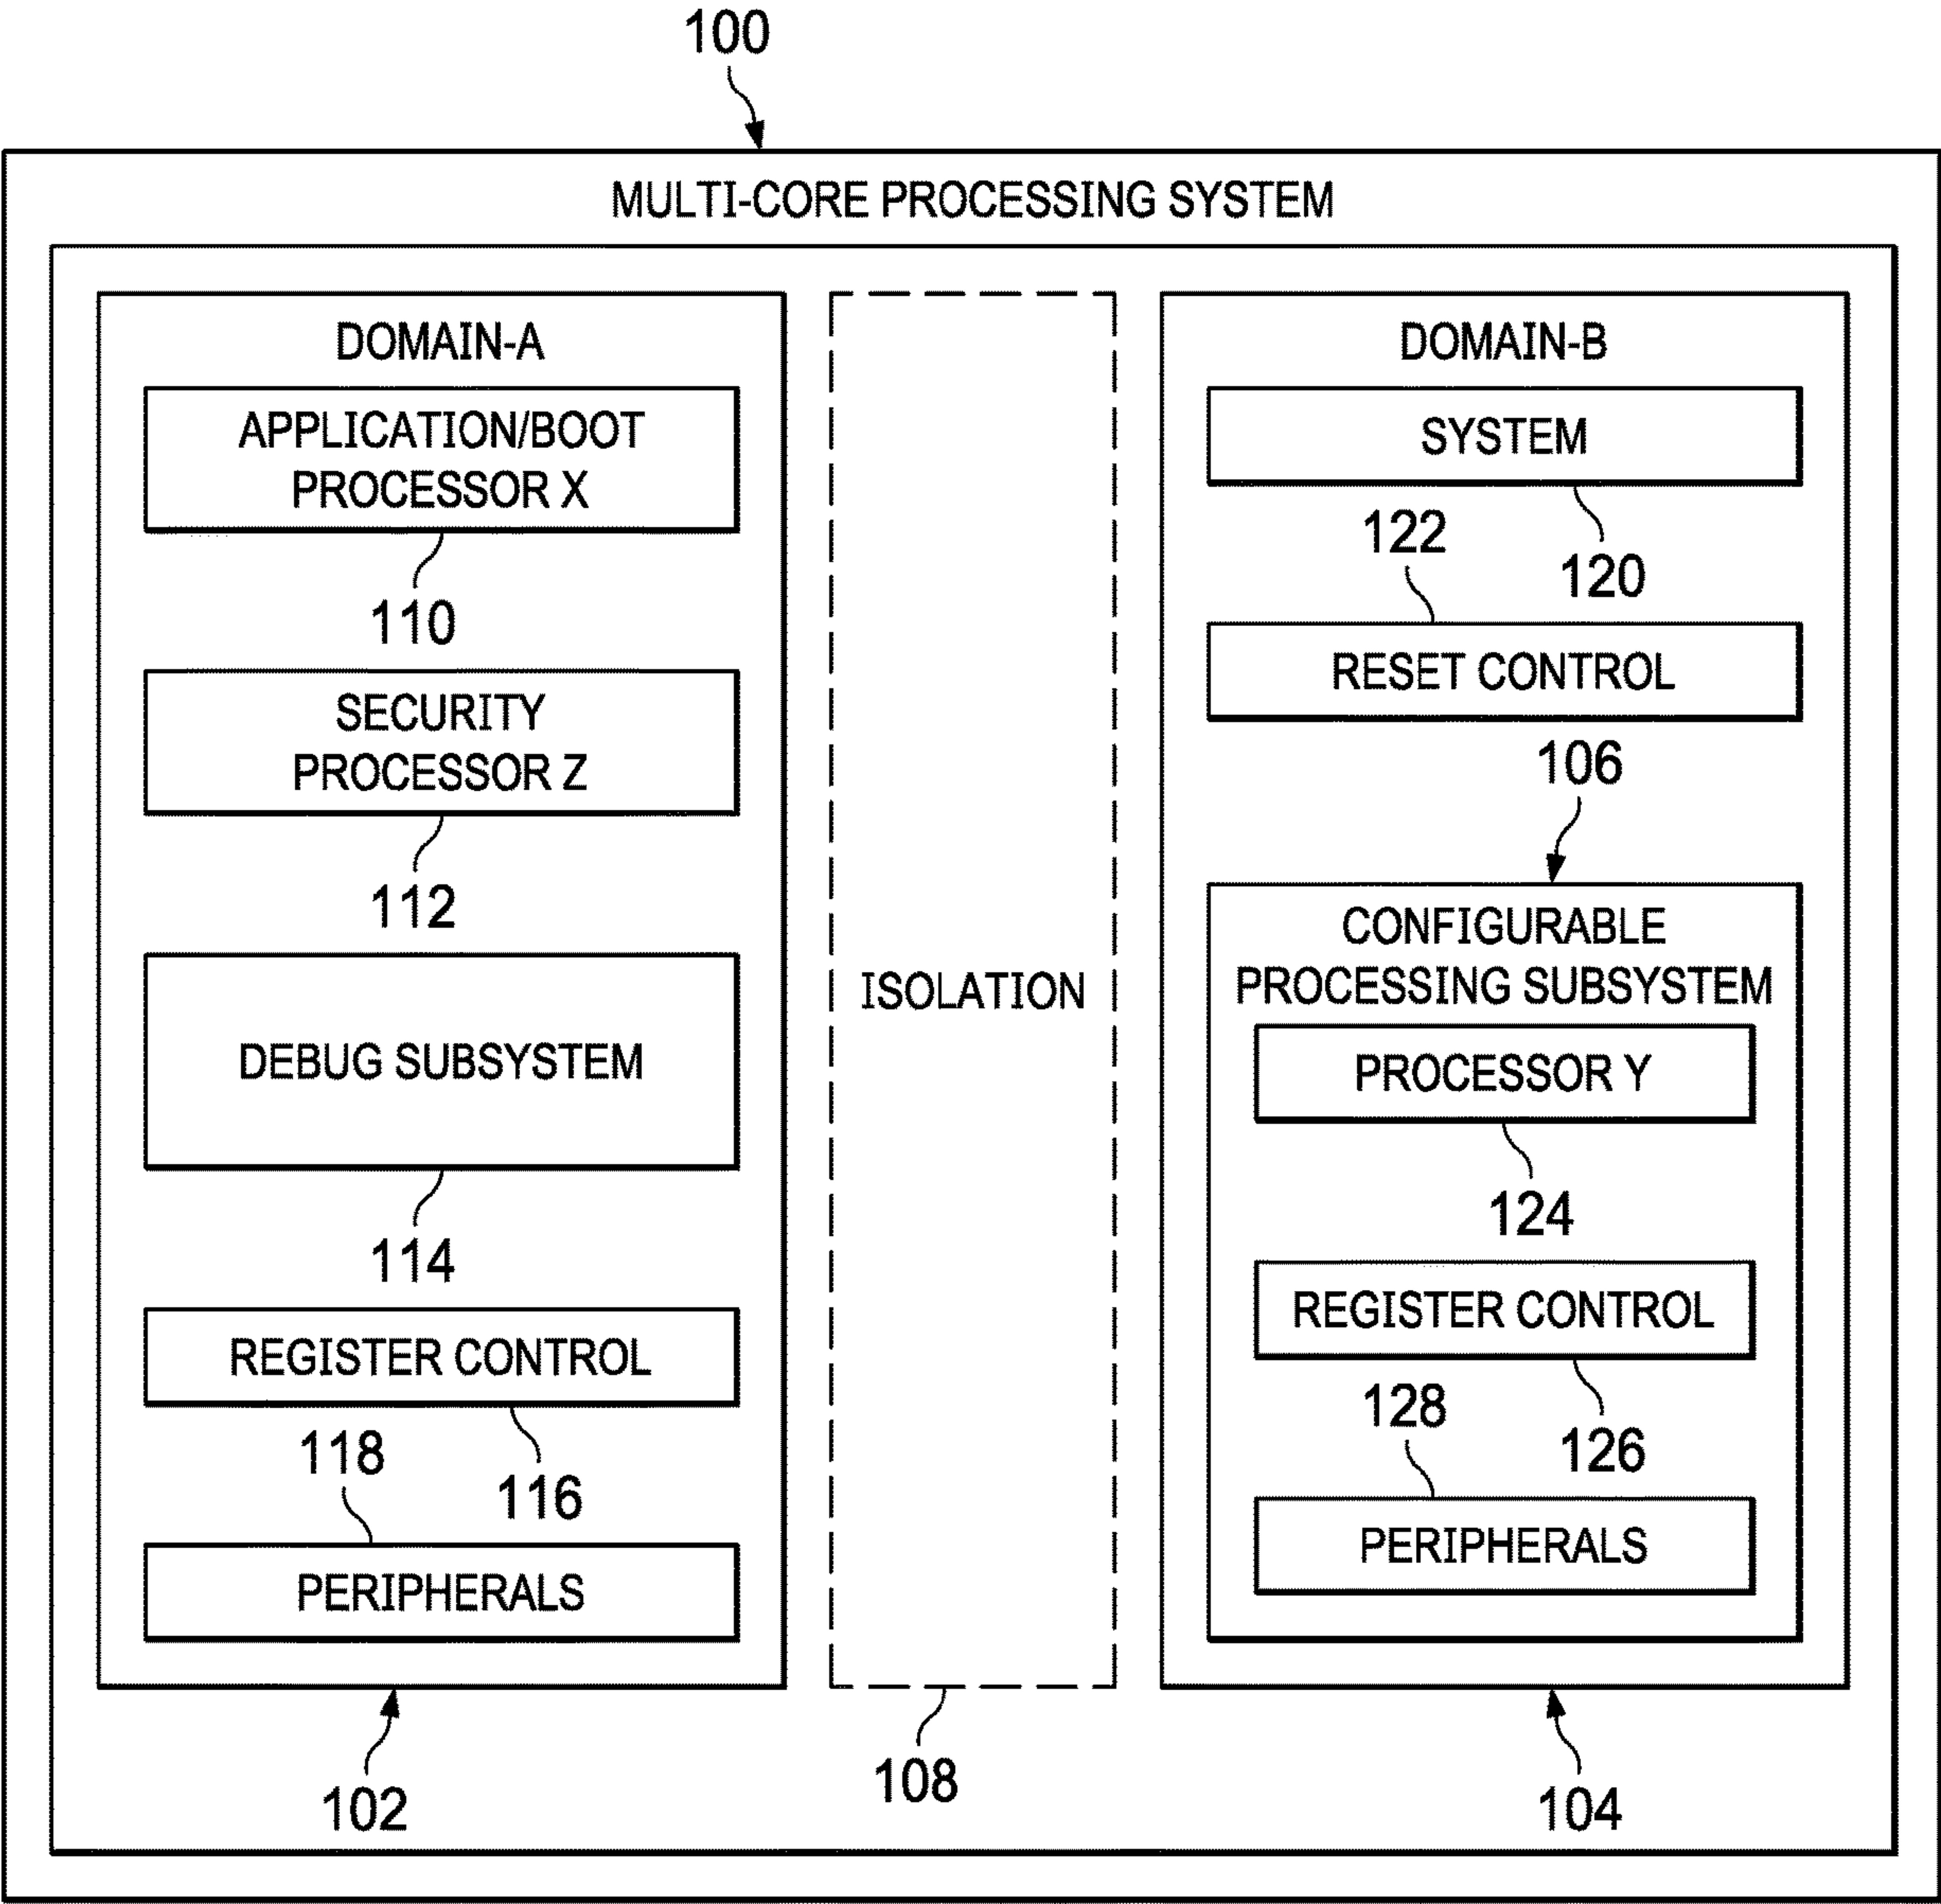 100
MULTI-CORE PROCESSING SYSTEM
DOMAIN-A
APPLICATION/BOOT
PROCESSOR X
110
SECURITY
PROCESSOR Z
112
DEBUG SUBSYSTEM
114
REGISTER CONTROL
118
116
PERIPHERALS
102
ISOLATION
108
DOMAIN-B
SYSTEM
122
120
RESET CONTROL
106
CONFIGURABLE
PROCESSING SUBSYSTEM
PROCESSOR Y
124
REGISTER CONTROL
128
126
PERIPHERALS
104